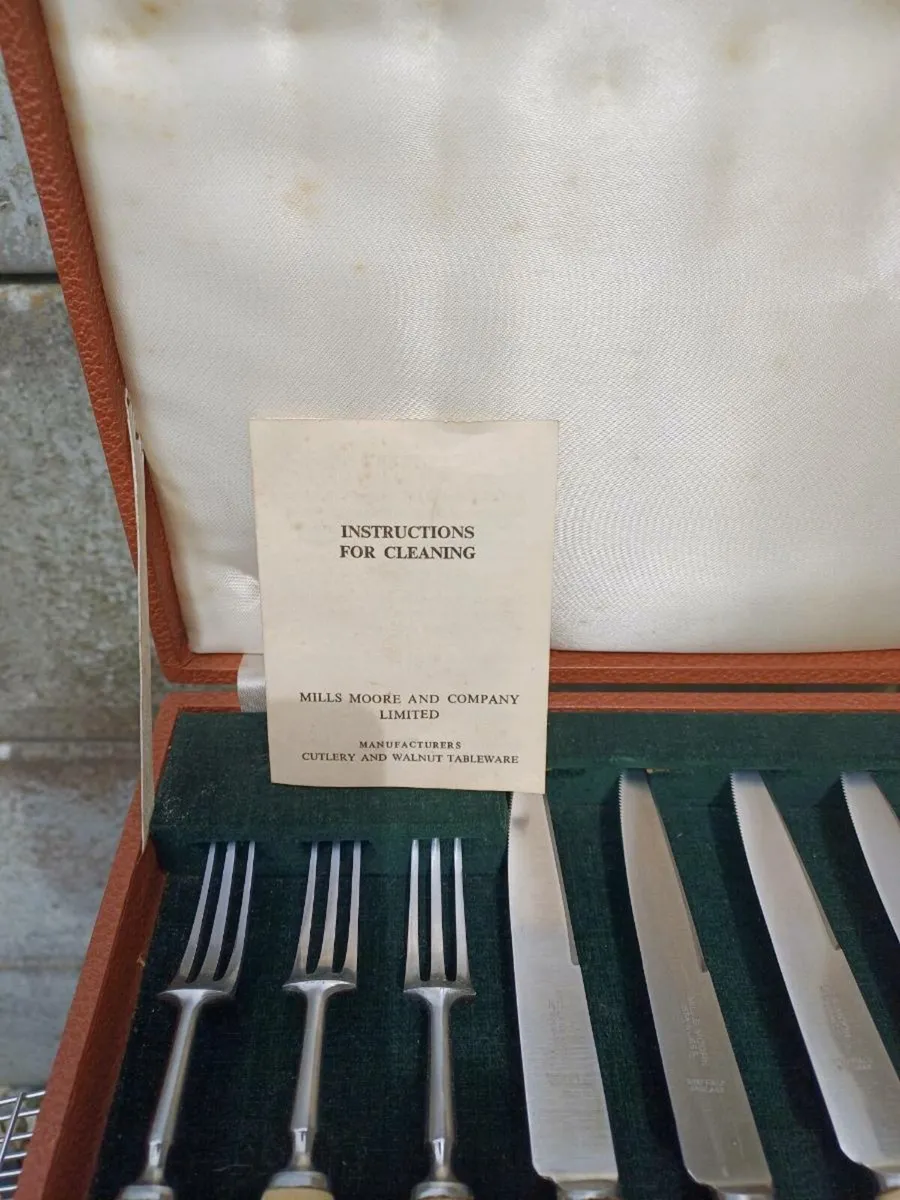 INSTRUCTIONS
FOR CLEANING
MILLS MOORE AND COMPANY
LIMITED
MANUFACTURERS
CUTLERY AND WALNUT TABLEWARE